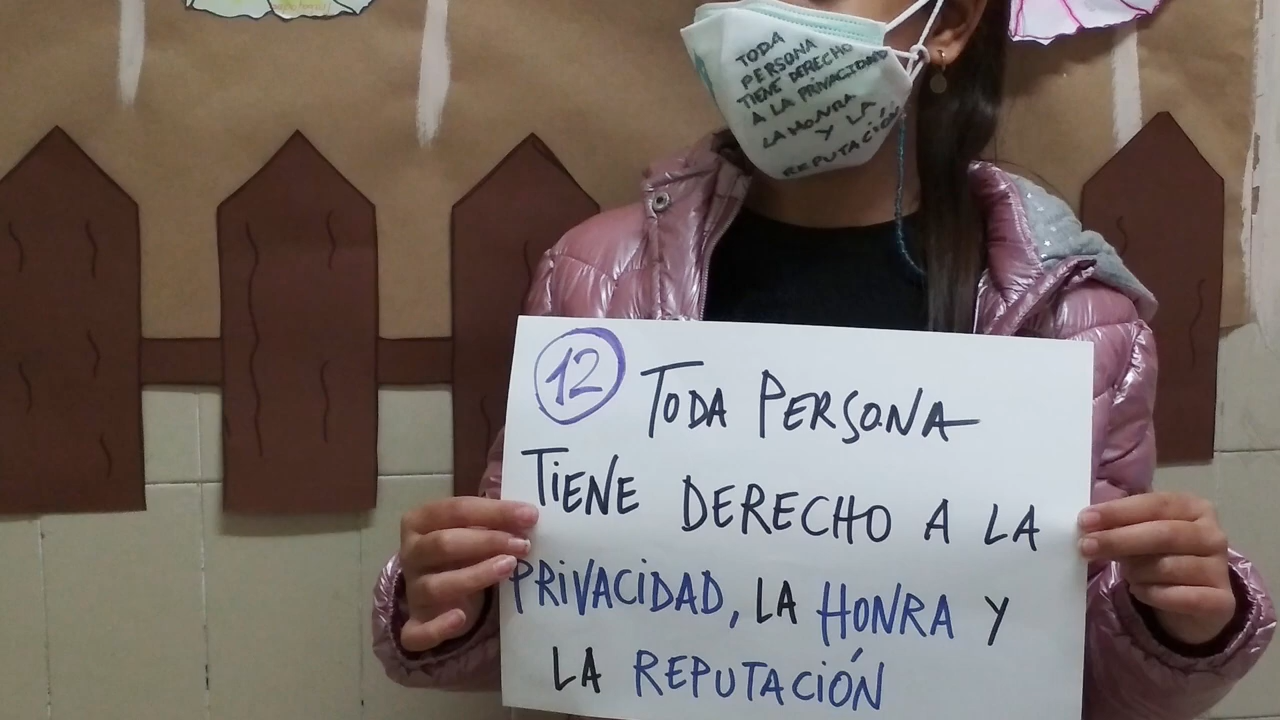 TODA
PERSONA
TIENE DERECHO
A LA PRIVACIDAD
LA HONRA
Y LA
REPUTACIÓN
12 TODA PERSONA
TIENE DERECHO A LA
PRIVACIDAD, LA HONRA Y
LA REPUTACIÓN